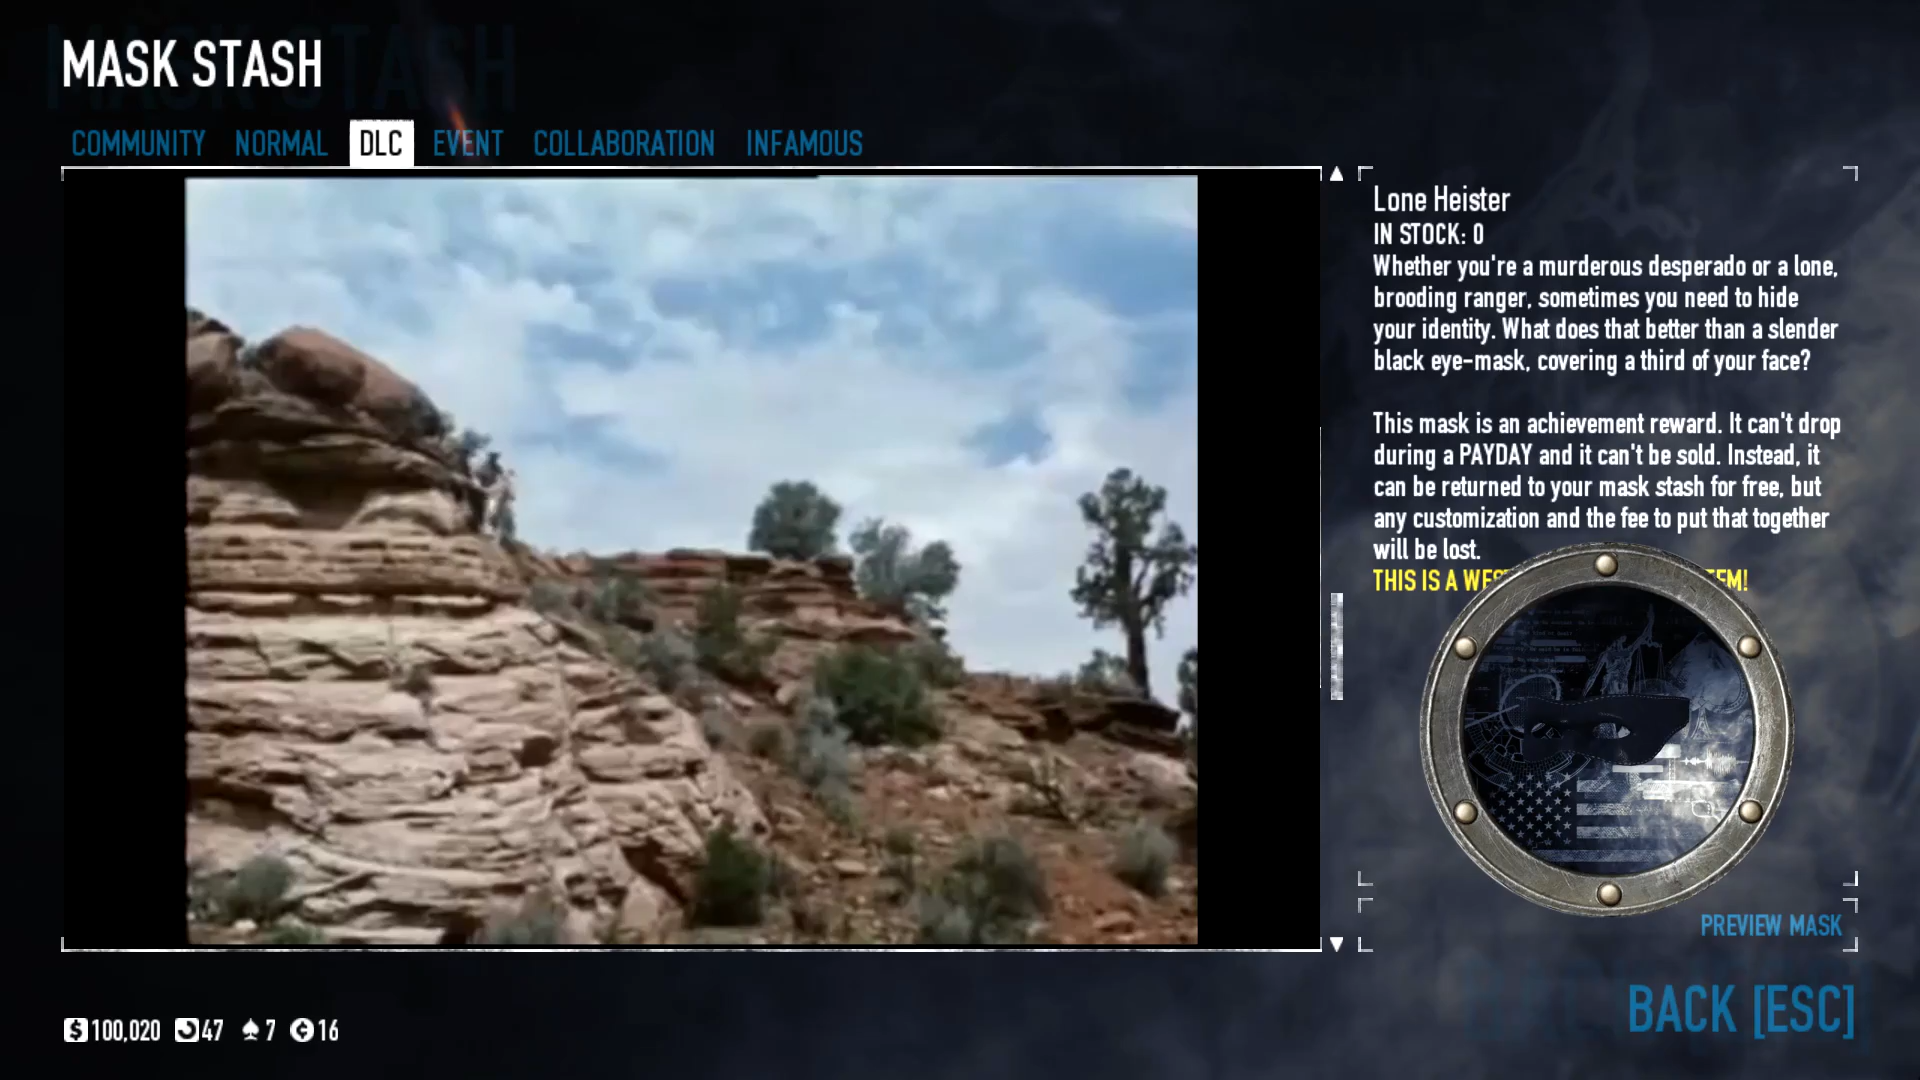 MASK STASH
COMMUNITY NORMAL DLC EVENT COLLABORATION INFAMOUS
Lone Heister
IN STOCK: 0
Whether you're a murderous desperado or a lone,
brooding ranger, sometimes you need to hide
your identity. What does that better than a slender
black eye-mask, covering a third of your face?
This mask is an achievement reward. It can't drop
during a PAYDAY and it can't be sold. Instead, it
can be returned to your mask stash for free, but
any customization and the fee to put that together
will be lost.
THIS IS A
PREVIEW MASK
BACK [ESC]
$ 100,020 47 7 C 16